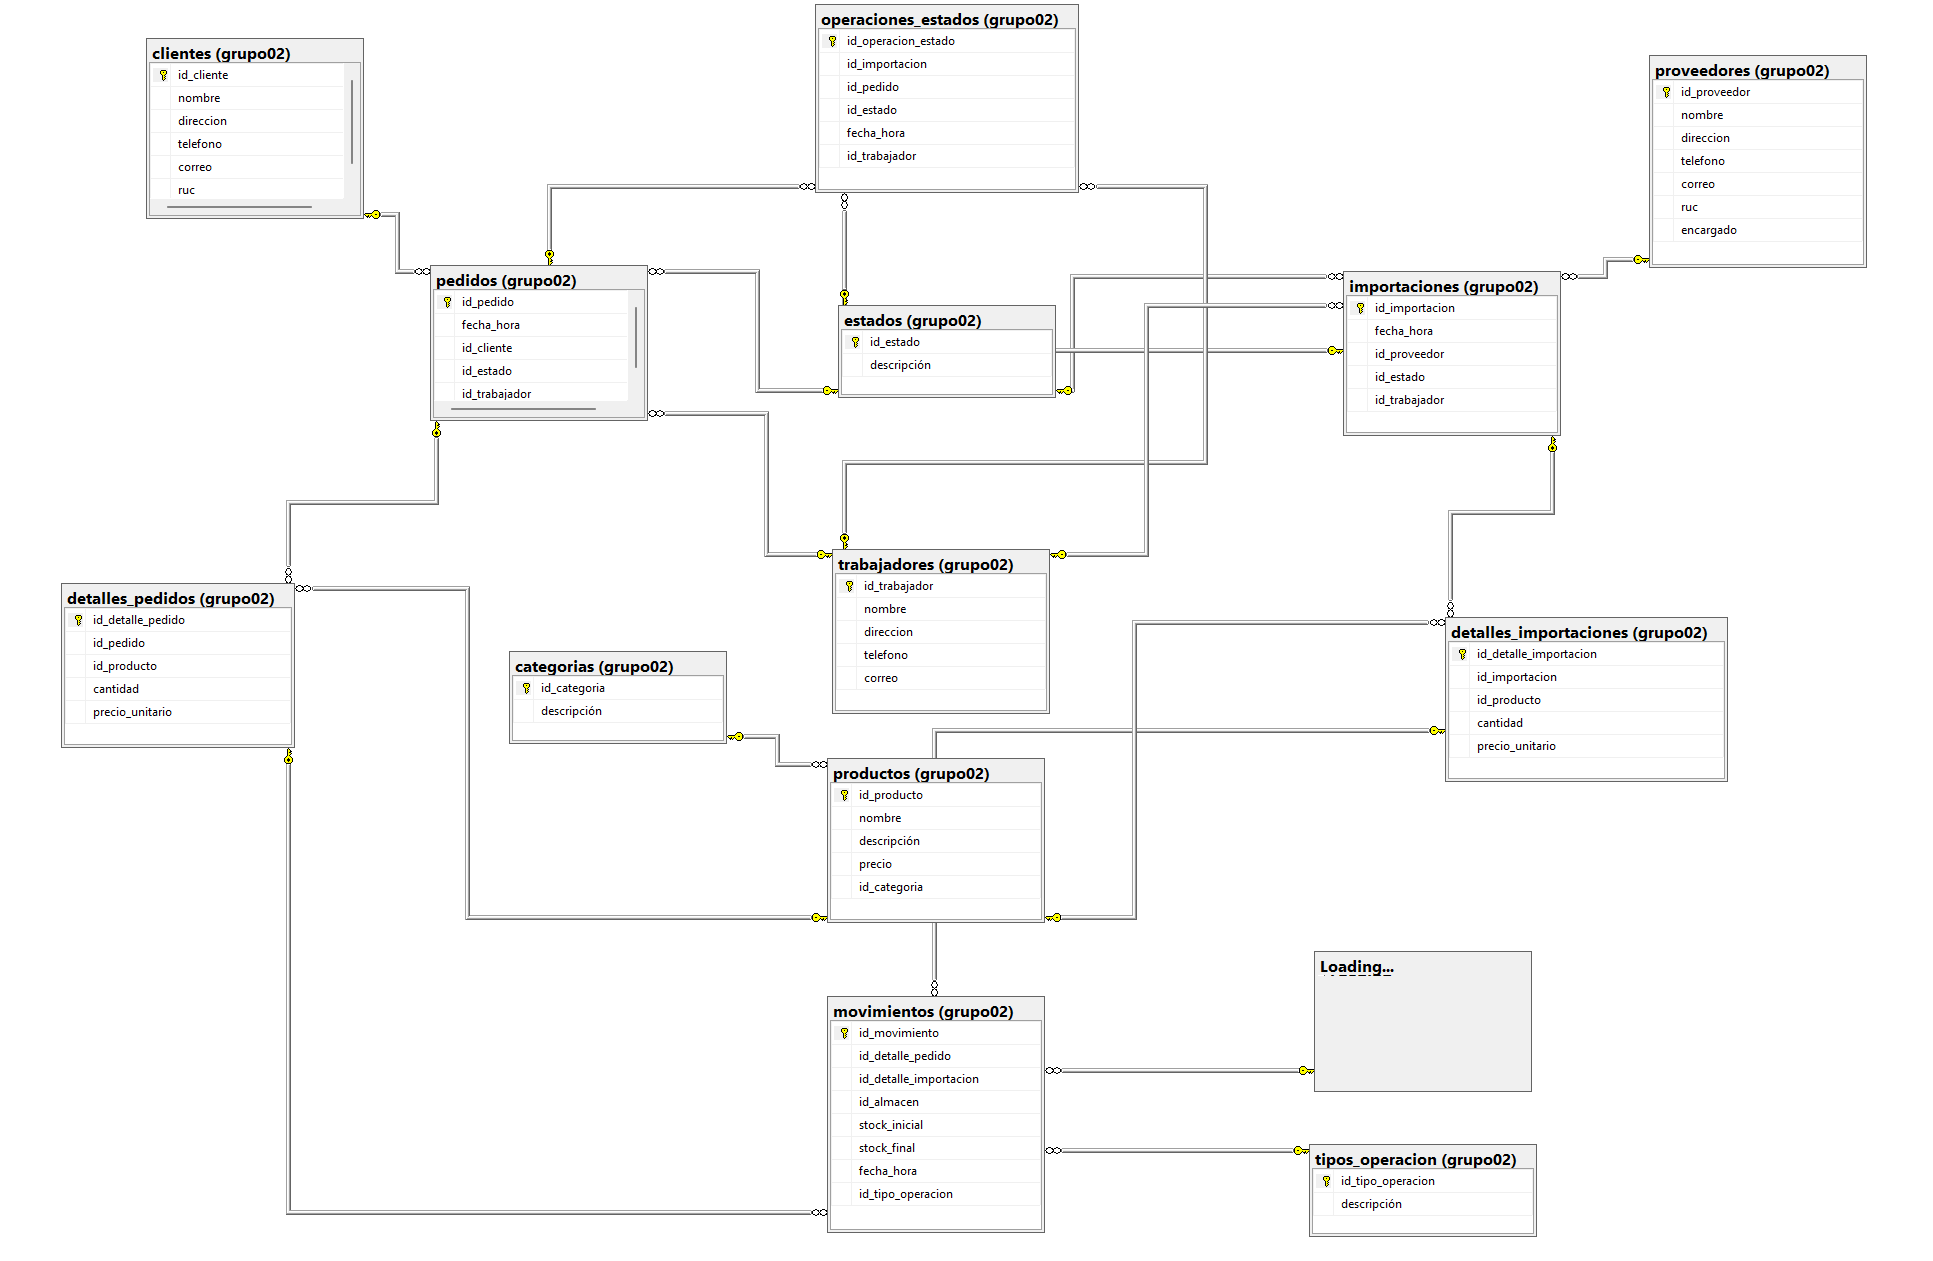 operaciones_estados (grupo02)
id_operacion_estado
id_importacion
id_pedido
id_estado
fecha_hora
id_trabajador
clientes (grupo02)
id_cliente
nombre
direccion
telefono
correo
ruc
proveedores (grupo02)
id_proveedor
nombre
direccion
telefono
correo
ruc
encargado
pedidos (grupo02)
id_pedido
fecha_hora
id_cliente
id_estado
id_trabajador
estados (grupo02)
id_estado
descripción
importaciones (grupo02)
id_importacion
fecha_hora
id_proveedor
id_estado
id_trabajador
trabajadores (grupo02)
id_trabajador
nombre
direccion
telefono
correo
detalles_pedidos (grupo02)
id_detalle_pedido
id_pedido
id_producto
cantidad
precio_unitario
categorias (grupo02)
id_categoria
descripción
detalles_importaciones (grupo02)
id_detalle_importacion
id_importacion
id_producto
cantidad
precio_unitario
productos (grupo02)
id_producto
nombre
descripción
precio
id_categoria
Loading...
movimientos (grupo02)
id_movimiento
id_detalle_pedido
id_detalle_importacion
id_almacen
stock_inicial
stock_final
fecha_hora
id_tipo_operacion
tipos_operacion (grupo02)
id_tipo_operacion
descripción